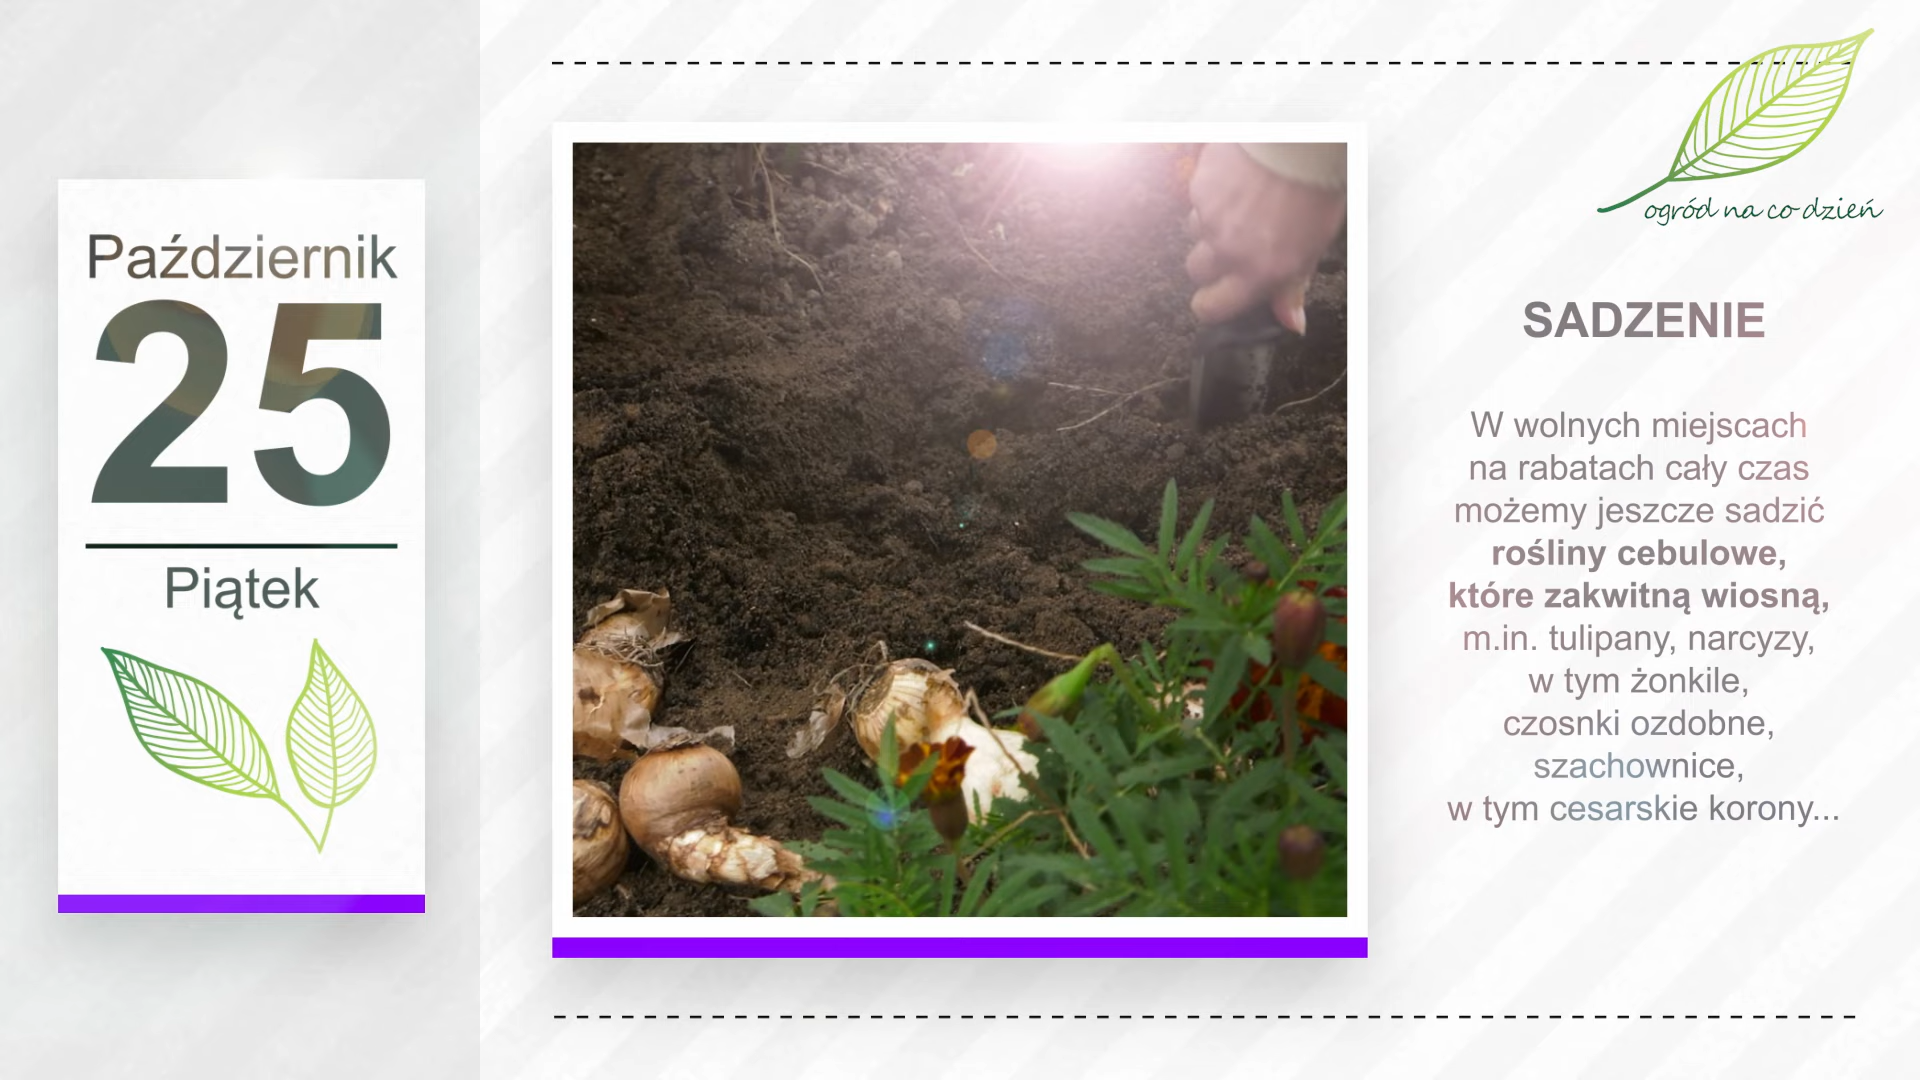 Październik
25
Piątek
ogród na co dzień
SADZENIE
W wolnych miejscach
na rabatach cały czas
możemy jeszcze sadzić
rośliny cebulowe,
które zakwitną wiosną,
m.in. tulipany, narcyzy,
w tym żonkile,
czosnki ozdobne,
szachownice,
w tym cesarskie korony...